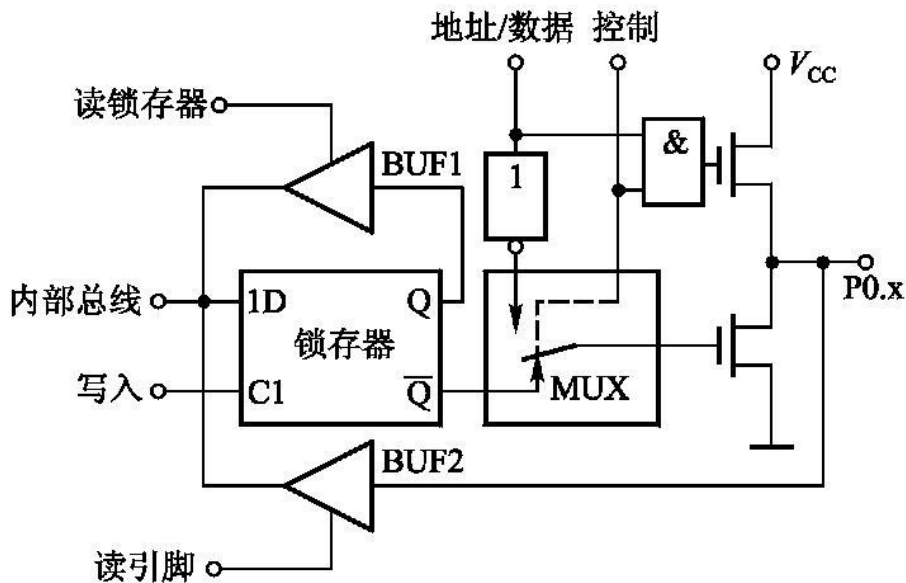 地址/数据 控制
V_CC
读锁存器
BUF1
&
1
P0.x
内部总线
1D
Q
锁存器
写入
C1
Q̅
MUX
BUF2
读引脚